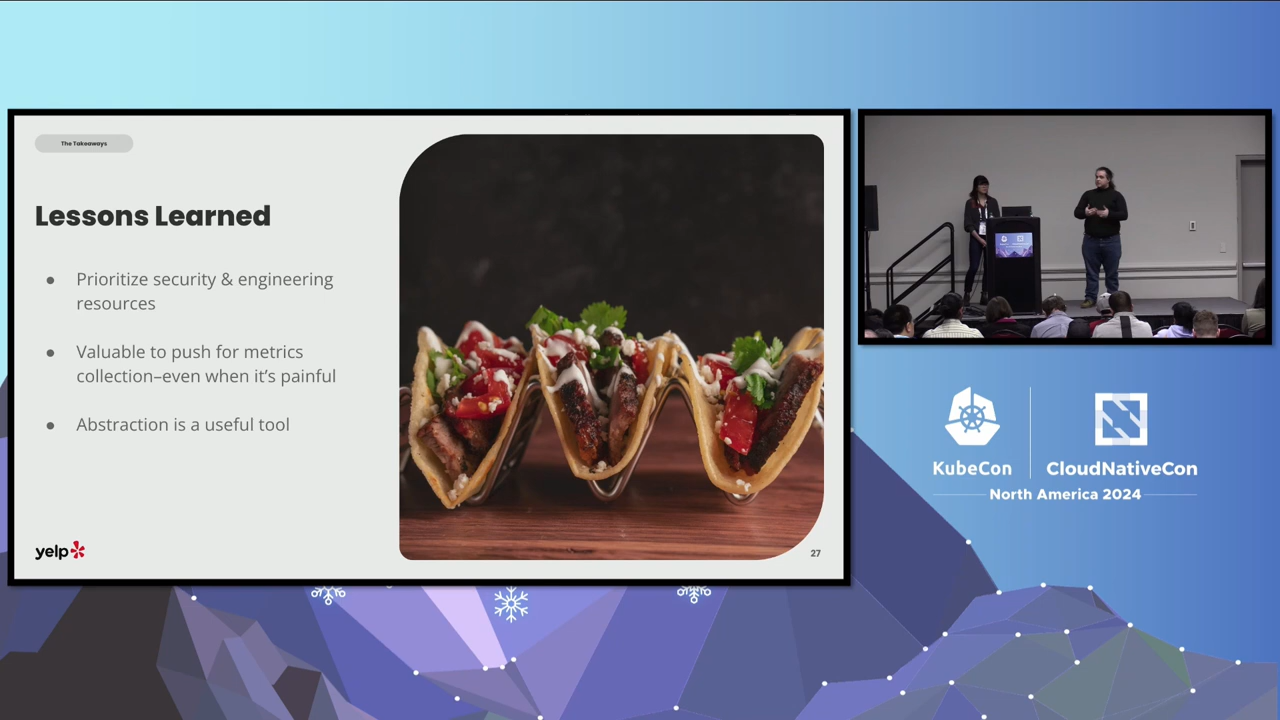 The Takeaways
Lessons Learned
● Prioritize security & engineering
resources
● Valuable to push for metrics
collection–even when it's painful
● Abstraction is a useful tool
yelp
27
KubeCon
CloudNativeCon
North America 2024